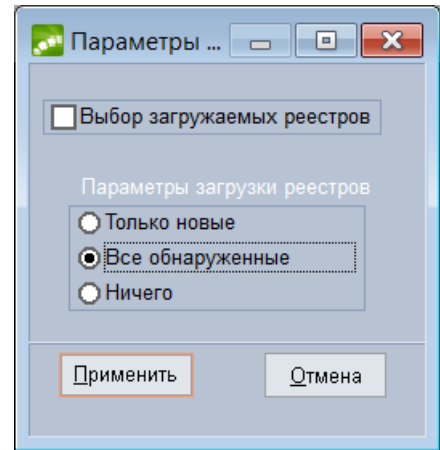 Параметры ...
Выбор загружаемых реестров
Параметры загрузки реестров
Только новые
Все обнаруженные
Ничего
Применить
Отмена